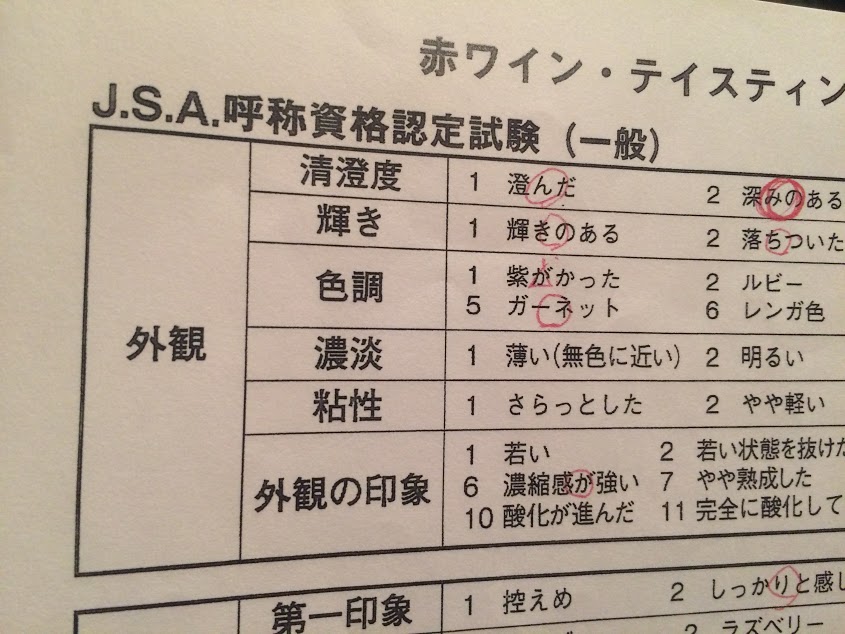 赤ワイン・テイスティン
J.S.A.呼称資格認定試験（一般）
外観
清澄度 1 澄んだ 2 深みのある
輝き 1 輝きのある 2 落ちついた
色調 1 紫がかった 2 ルビー
5 ガーネット 6 レンガ色
濃淡 1 薄い（無色に近い） 2 明るい
粘性 1 さらっとした 2 やや軽い
外観の印象 1 若い 2 若い状態を抜けた
6 濃縮感が強い 7 やや熟成した
10 酸化が進んだ 11 完全に酸化して
第一印象 1 控えめ 2 しっかりと感じ
2 ラズベリー